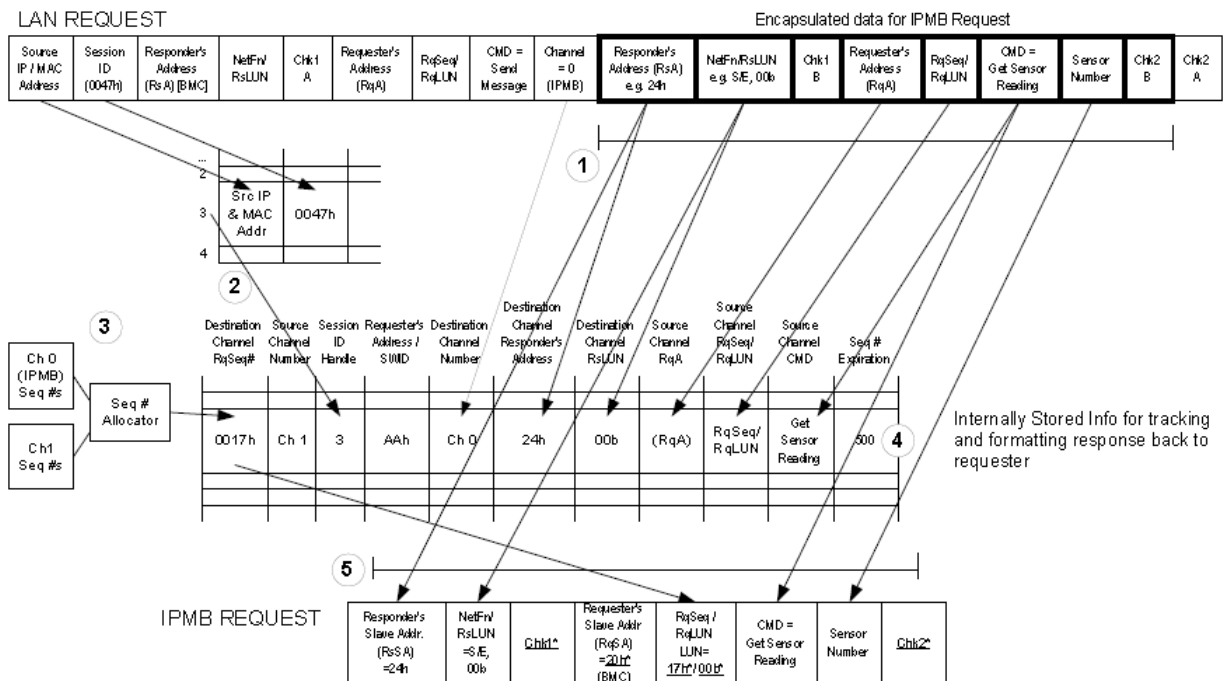 LAN REQUEST
Encapsulated data for IPMB Request
Source
IP / MAC
Address
Session
ID
(0047h)
Responder's
Address
(RsA) [BMC]
NetFn/
RsLUN
Chk1
A
Requester's
Address
(RqA)
RqSeq/
RqLUN
CMD =
Send
Message
Channel
= 0
(IPMB)
Responder's
Address (RsA)
e.g. 24h
NetFn/RsLUN
e.g. S/E, 00b
Chk1
B
Requester's
Address
(RqA)
RqSeq/
RqLUN
CMD =
Get Sensor
Reading
Sensor
Number
Chk2
B
Chk2
A
1
...
2
3
4
Src IP
& MAC
Addr
0047h
2
3
Ch 0
(IPMB)
Seq #s
Ch1
Seq #s
Seq #
Allocator
Destination
Channel
RqSeq#
Source
Channel
Number
Session
ID
Handle
Requester's
Address /
SWID
Destination
Channel
Number
Destination
Channel
Responder's
Address
Destination
Channel
RsLUN
Source
Channel
RqA
Source
Channel
RqSeq/
RqLUN
Source
Channel
CMD
Seq #
Expiration
0017h
Ch 1
3
AAh
Ch 0
24h
00b
(RqA)
RqSeq/
RqLUN
Get
Sensor
Reading
500
4
Internally Stored Info for tracking
and formatting response back to
requester
5
IPMB REQUEST
Responder's
Slave Addr.
(RsSA)
=24h
NetFn/
RsLUN
=S/E,
00b
Chk1*
Requester's
Slave Addr
(RqSA)
=20h*
(BMC)
RqSeq /
RqLUN
LUN=
17h*/00b*
CMD =
Get Sensor
Reading
Sensor
Number
Chk2*